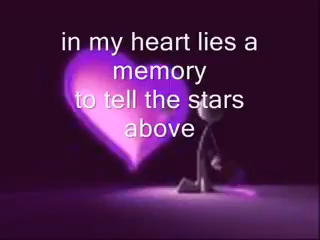 in my heart lies a
memory
to tell the stars
above